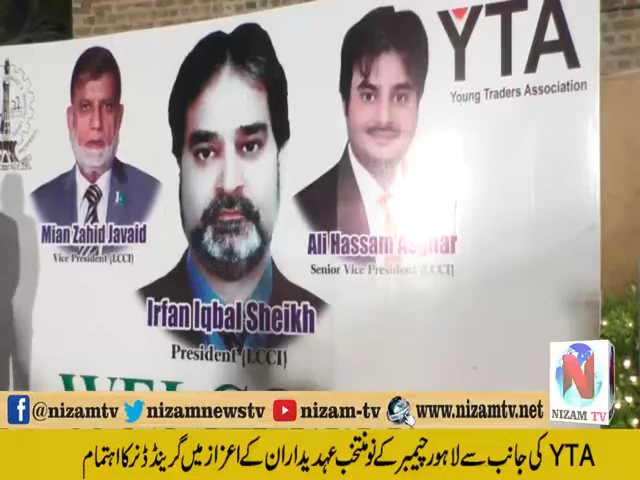 YTA
Young Traders Association
Mian Zahid Javaid
Vice President (LCCI)
Ali Hassam Asghar
Senior Vice President (LCCI)
Irfan Iqbal Sheikh
President (LCCI)
NIZAM TV
@nizamtv nizamnewstv nizam-tv www.nizamtv.net
YTA کی جانب سے لاہور چیمبر کے نو منتخب عہدیداران کے اعزاز میں گرینڈ ڈنر کا اہتمام